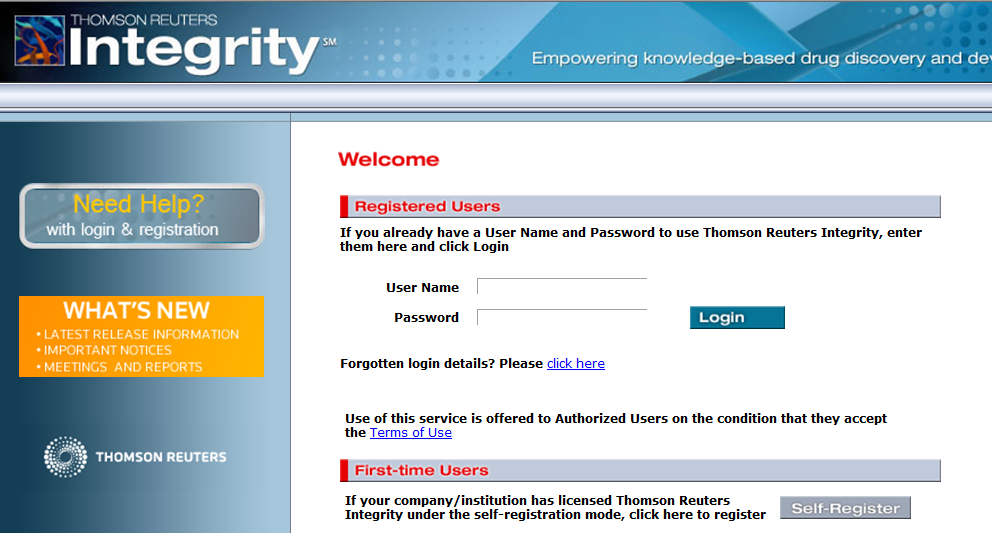 THOMSON REUTERS
Integrity℠
Empowering knowledge-based drug discovery and dev
Need Help?
with login & registration
WHAT'S NEW
• LATEST RELEASE INFORMATION
• IMPORTANT NOTICES
• MEETINGS AND REPORTS
THOMSON REUTERS
Welcome
Registered Users
If you already have a User Name and Password to use Thomson Reuters Integrity, enter
them here and click Login
User Name
Password
Login
Forgotten login details? Please click here
Use of this service is offered to Authorized Users on the condition that they accept
the Terms of Use
First-time Users
If your company/institution has licensed Thomson Reuters
Integrity under the self-registration mode, click here to register
Self-Register